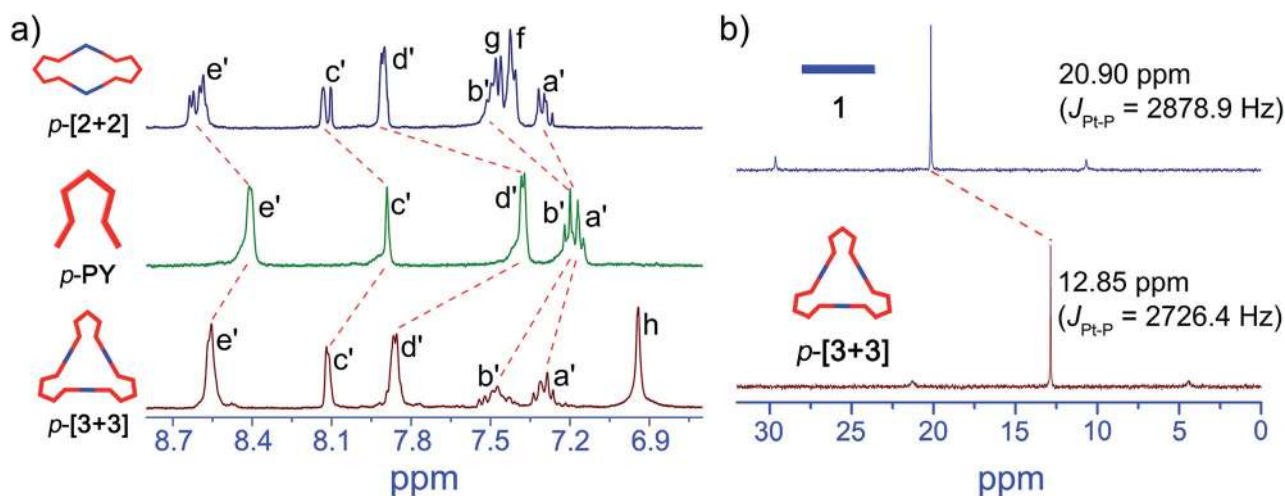 a)
p-[2+2]
e'
c'
d'
b'
g
f
a'
p-PY
e'
c'
d'
b'
a'
p-[3+3]
e'
c'
d'
b'
a'
h
8.7 8.4 8.1 7.8 7.5 7.2 6.9
ppm
b)
1
20.90 ppm
(J_Pt-P = 2878.9 Hz)
p-[3+3]
12.85 ppm
(J_Pt-P = 2726.4 Hz)
30 25 20 15 10 5 0
ppm